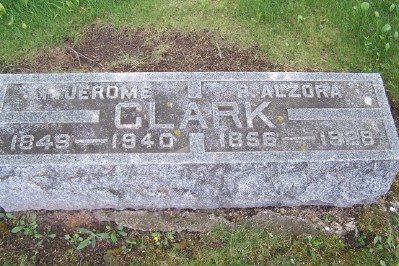 JEROME R. ALZORA
CLARK
1849 — 1940 1856 — 1928